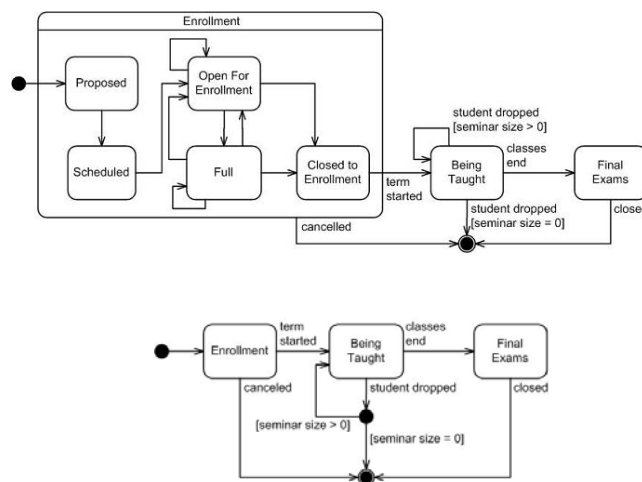 Enrollment
Proposed
Open For
Enrollment
Scheduled
Full
Closed to
Enrollment
term
started
student dropped
[seminar size > 0]
Being
Taught
classes
end
Final
Exams
student dropped
[seminar size = 0]
cancelled
closed
Enrollment
term
started
Being
Taught
classes
end
Final
Exams
canceled
student dropped
closed
[seminar size > 0]
[seminar size = 0]